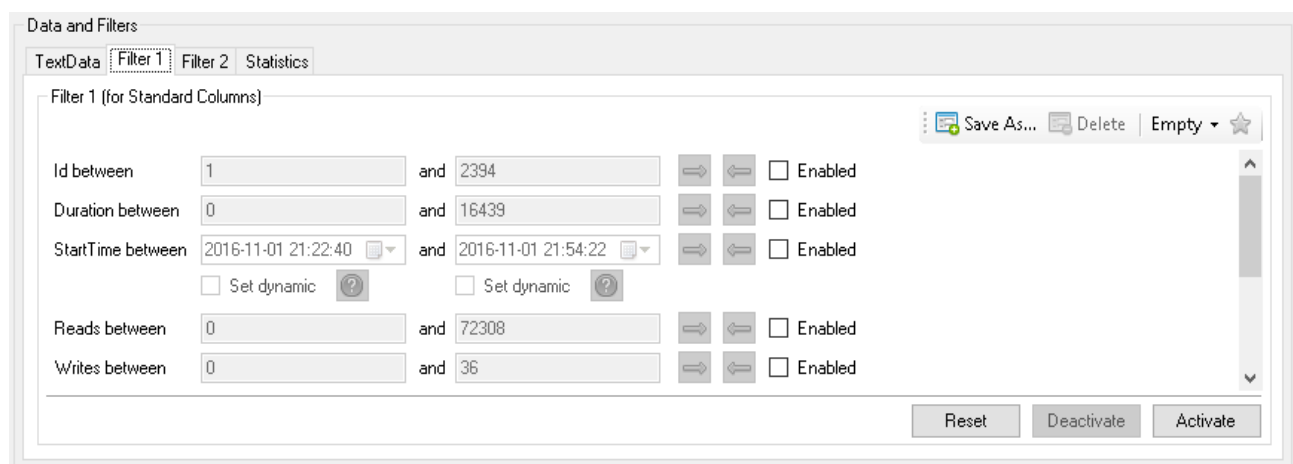 Data and Filters
TextData Filter 1 Filter 2 Statistics
Filter 1 (for Standard Columns)
Save As... Delete Empty
Id between 1 and 2394 Enabled
Duration between 0 and 16439 Enabled
StartTime between 2016-11-01 21:22:40 and 2016-11-01 21:54:22 Enabled
Set dynamic ? Set dynamic ?
Reads between 0 and 72308 Enabled
Writes between 0 and 36 Enabled
Reset Deactivate Activate